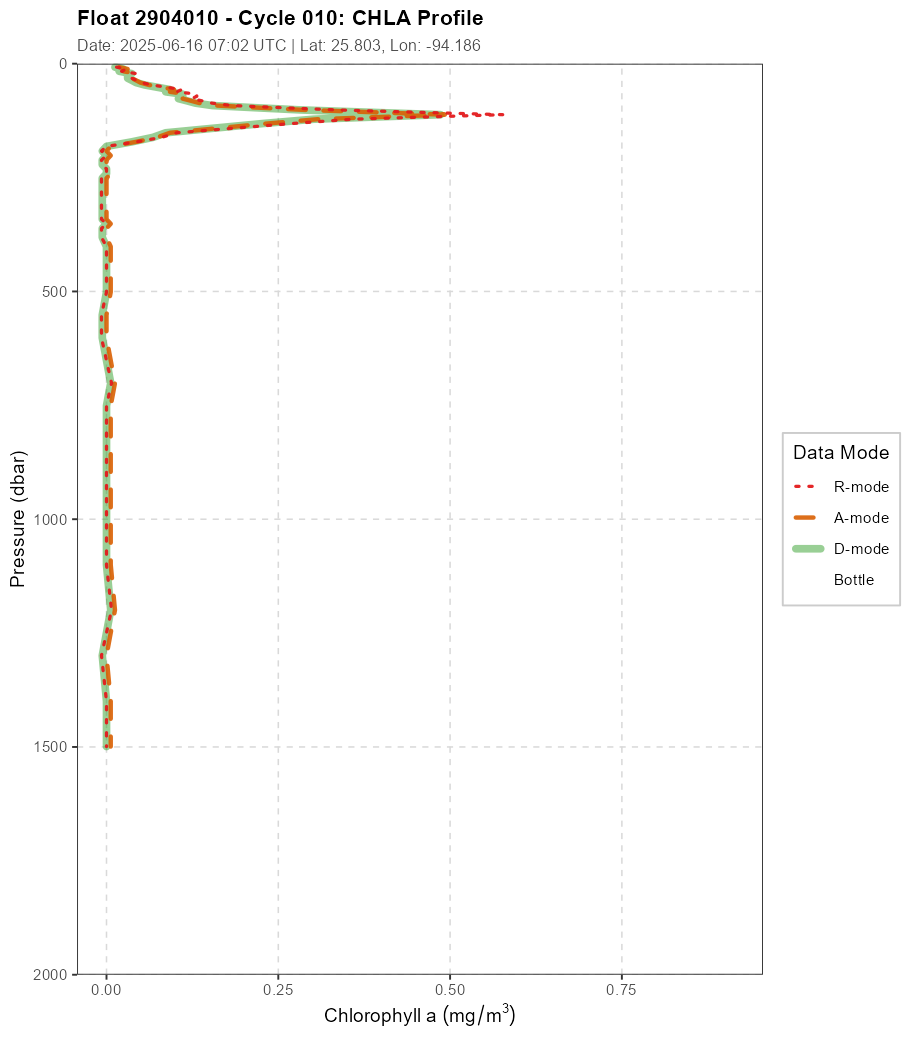 Float 2904010 - Cycle 010: CHLA Profile
Date: 2025-06-16 07:02 UTC | Lat: 25.803, Lon: -94.186
0
500
1000
1500
2000
Pressure (dbar)
0.00
0.25
0.50
0.75
Chlorophyll a (mg/m³)
Data Mode
R-mode
A-mode
D-mode
Bottle